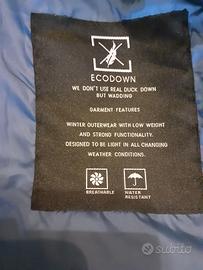 ECODOWN
WE DON'T USE REAL DUCK DOWN
BUT WADDING
GARMENT FEATURES
WINTER OUTERWEAR WITH LOW WEIGHT
AND STRONG FUNCTIONALITY.
DESIGNED TO BE LIGHT IN ALL CHANGING
WEATHER CONDITIONS.
BREATHABLE
WATER
RESISTANT
subito